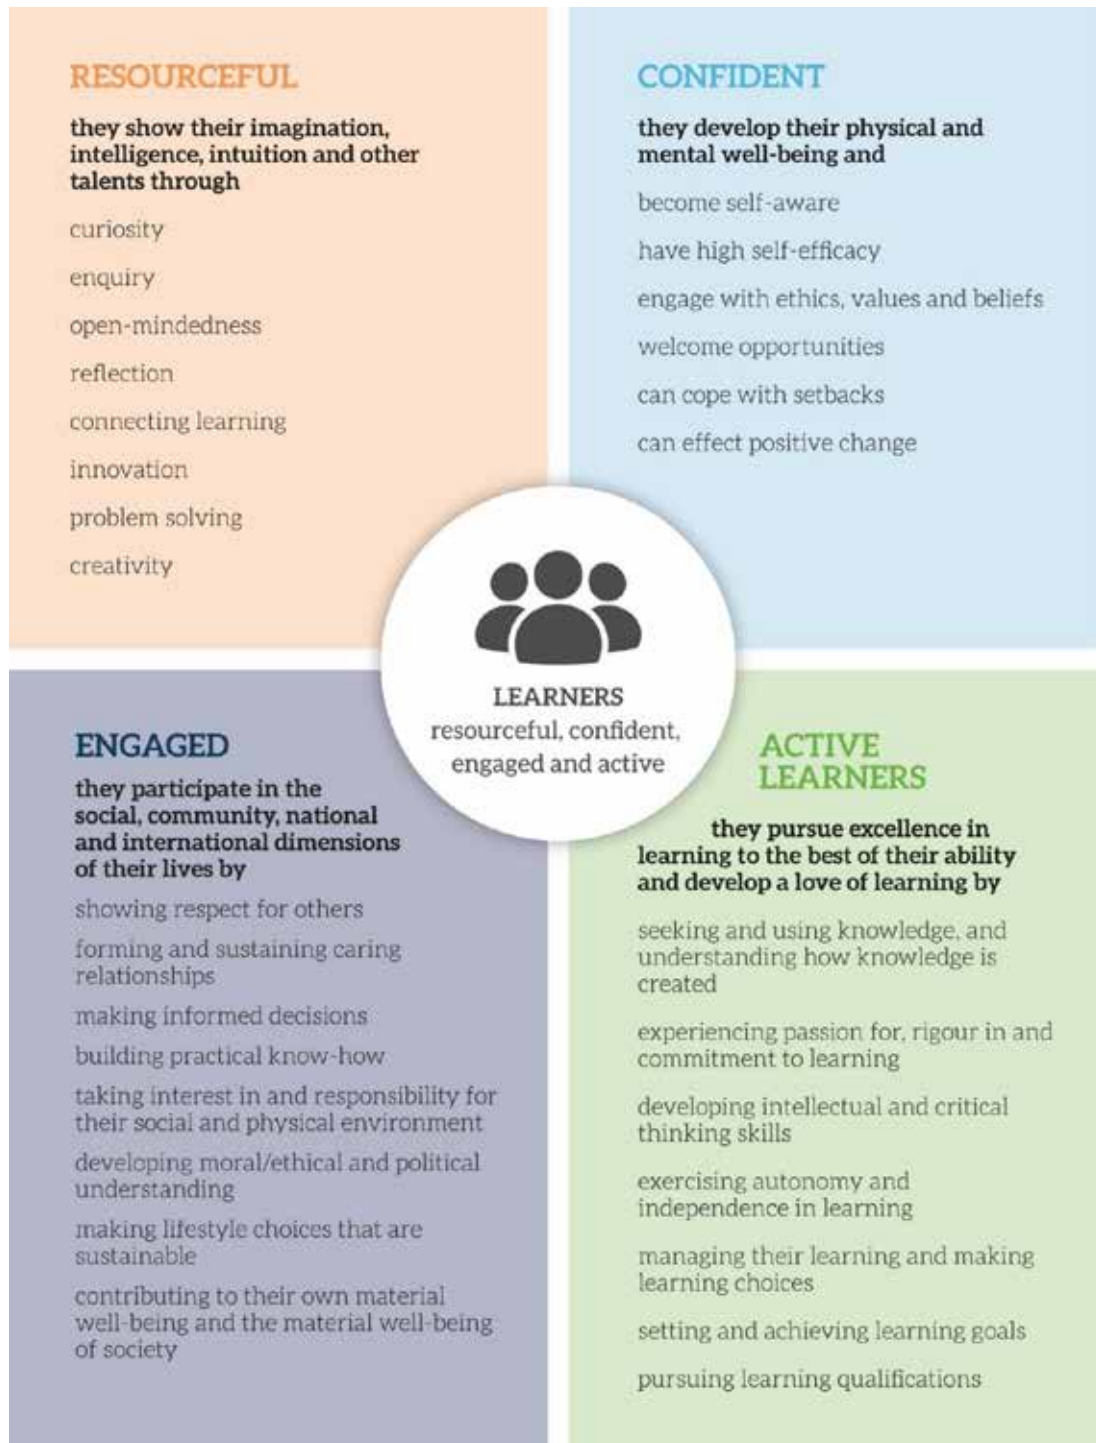 RESOURCEFUL
they show their imagination,
intelligence, intuition and other
talents through
curiosity
enquiry
open-mindedness
reflection
connecting learning
innovation
problem solving
creativity
CONFIDENT
they develop their physical and
mental well-being and
become self-aware
have high self-efficacy
engage with ethics, values and beliefs
welcome opportunities
can cope with setbacks
can effect positive change
LEARNERS
resourceful, confident,
engaged and active
ENGAGED
they participate in the
social, community, national
and international dimensions
of their lives by
showing respect for others
forming and sustaining caring
relationships
making informed decisions
building practical know-how
taking interest in and responsibility for
their social and physical environment
developing moral/ethical and political
understanding
making lifestyle choices that are
sustainable
contributing to their own material
well-being and the material well-being
of society
ACTIVE
LEARNERS
they pursue excellence in
learning to the best of their ability
and develop a love of learning by
seeking and using knowledge, and
understanding how knowledge is
created
experiencing passion for, rigour in and
commitment to learning
developing intellectual and critical
thinking skills
exercising autonomy and
independence in learning
managing their learning and making
learning choices
setting and achieving learning goals
pursuing learning qualifications